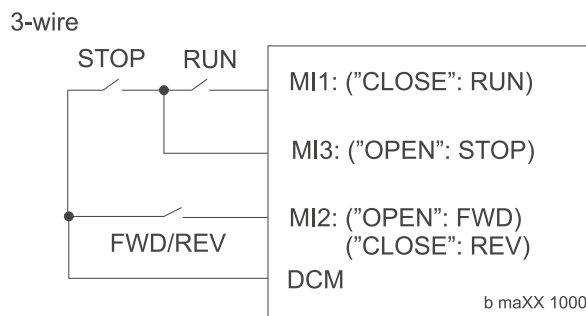 3-wire
STOP RUN
MI1: ("CLOSE": RUN)
MI3: ("OPEN": STOP)
MI2: ("OPEN": FWD)
("CLOSE": REV)
FWD/REV
DCM
b maXX 1000